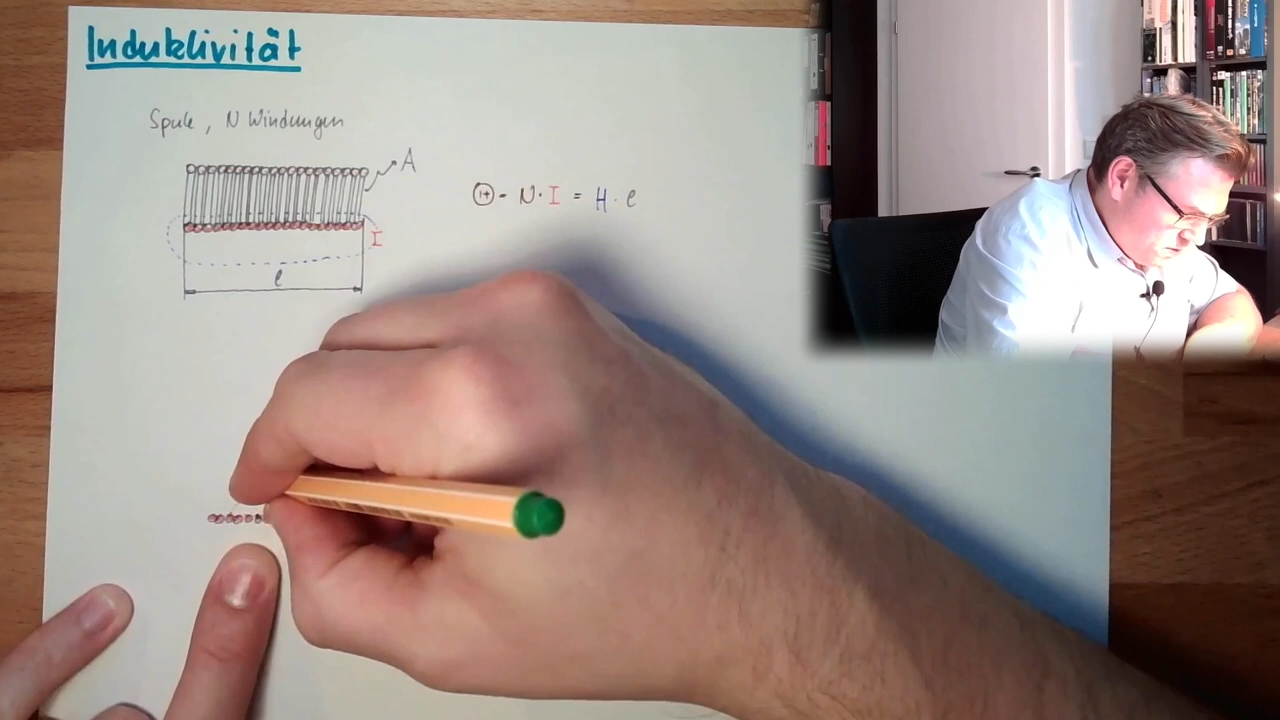 Induktivität
Spule, N Windungen
A
Θ = N · I = H · l
I
l